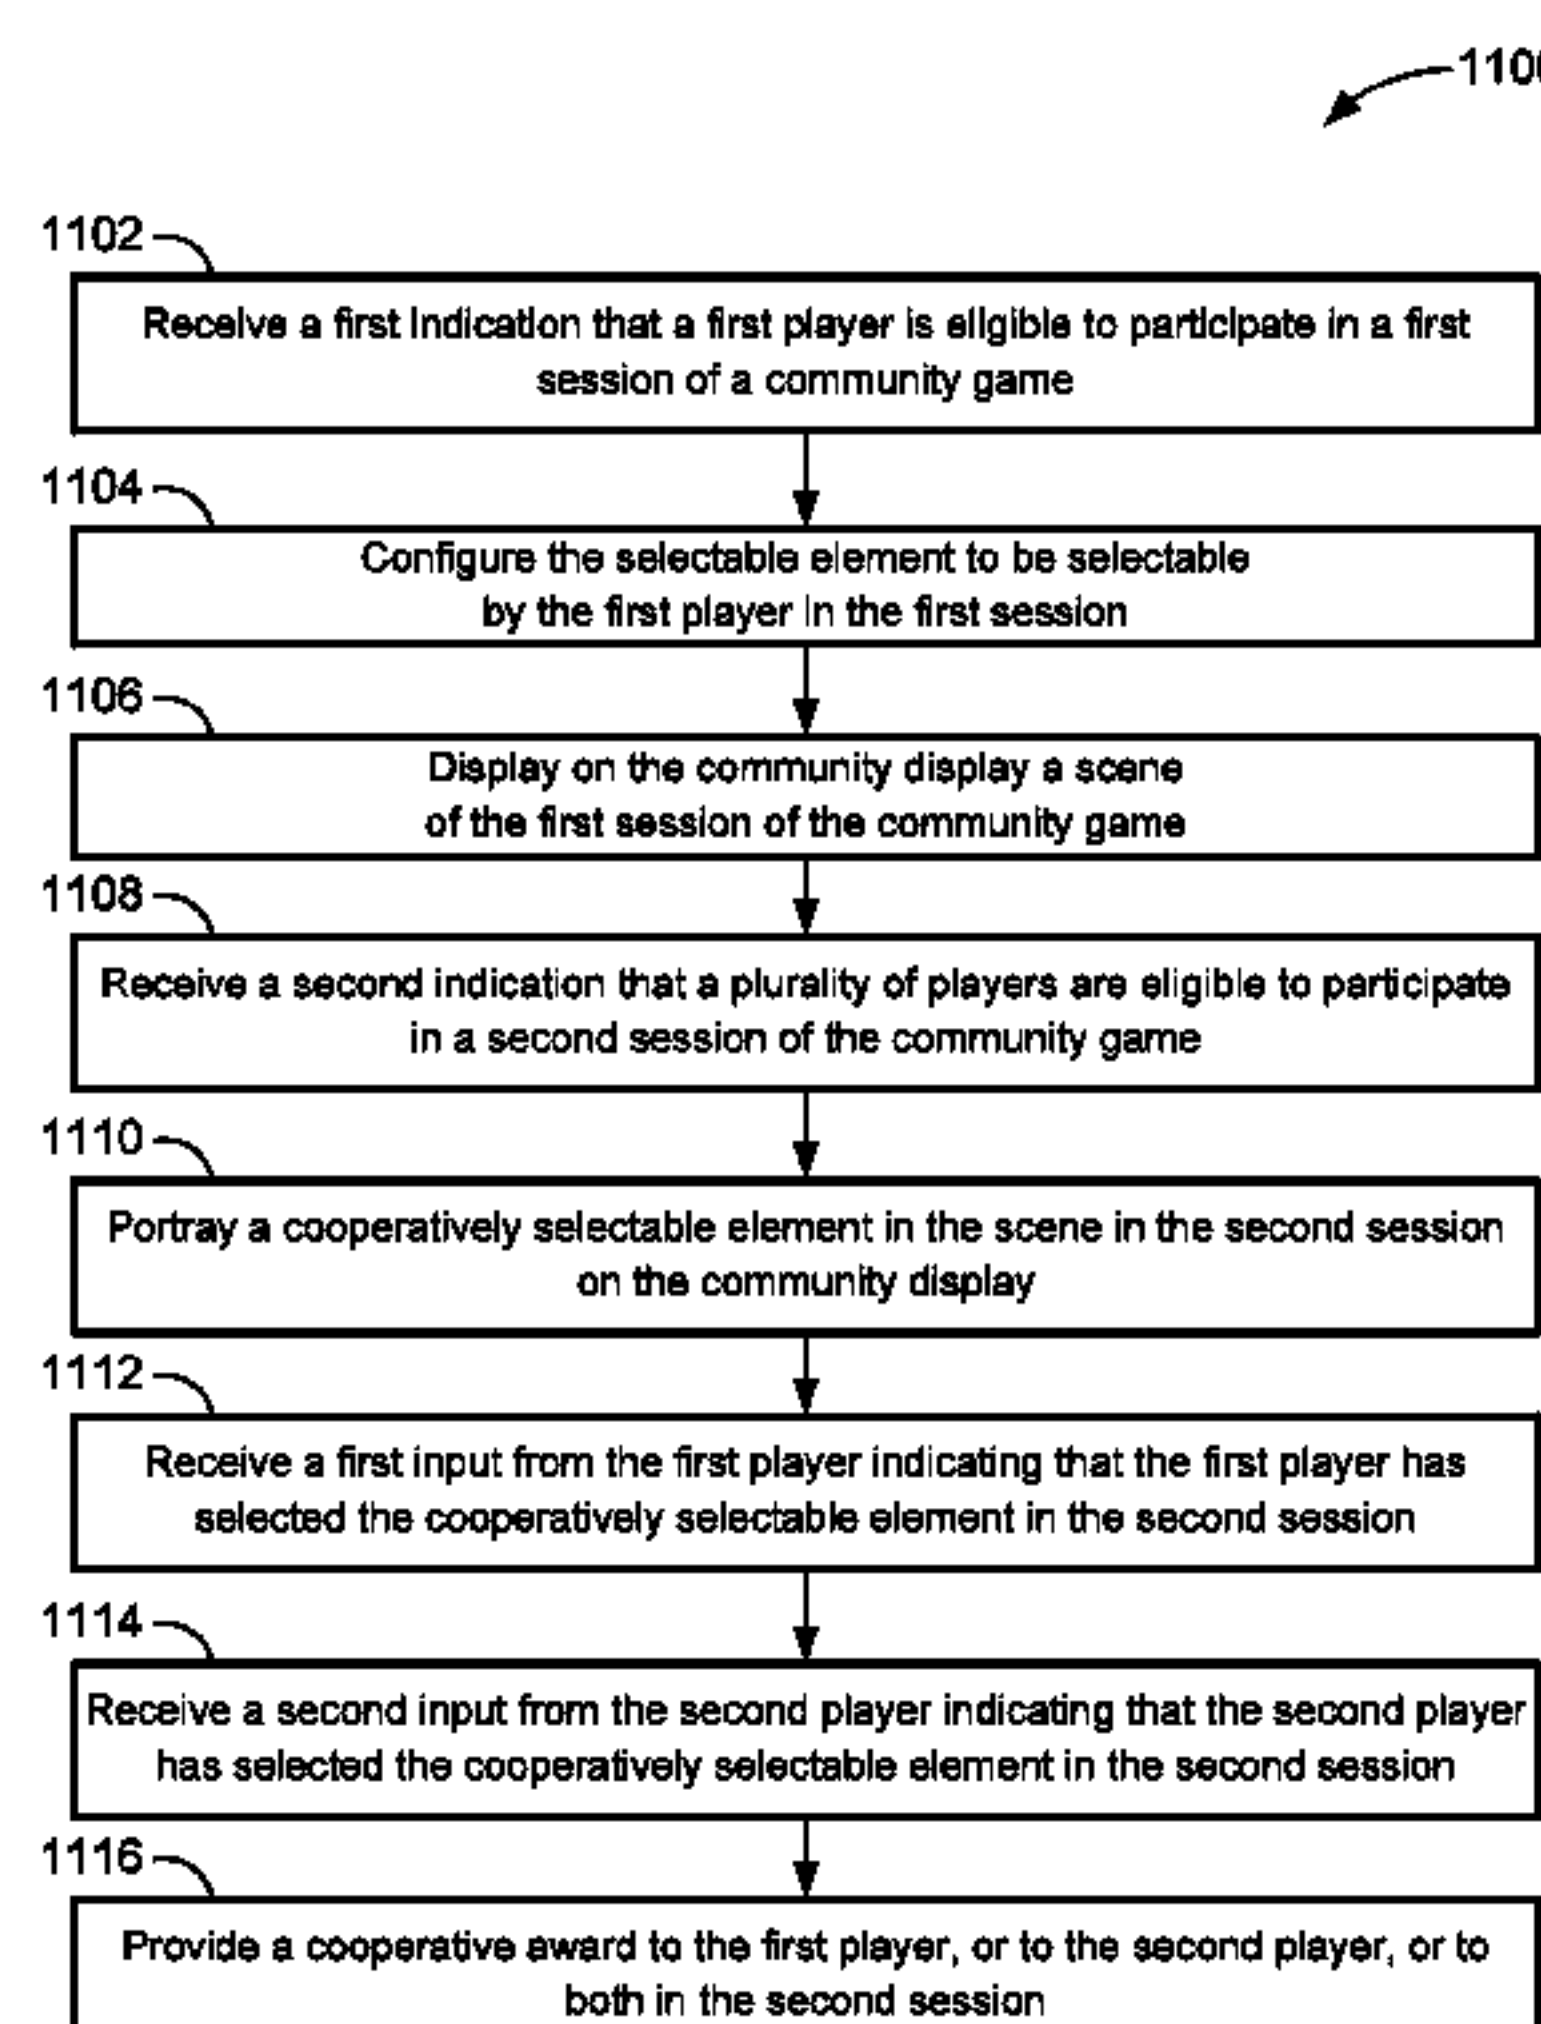 1100
1102
Receive a first indication that a first player is eligible to participate in a first
session of a community game
1104
Configure the selectable element to be selectable
by the first player in the first session
1106
Display on the community display a scene
of the first session of the community game
1108
Receive a second indication that a plurality of players are eligible to participate
in a second session of the community game
1110
Portray a cooperatively selectable element in the scene in the second session
on the community display
1112
Receive a first input from the first player indicating that the first player has
selected the cooperatively selectable element in the second session
1114
Receive a second input from the second player indicating that the second player
has selected the cooperatively selectable element in the second session
1116
Provide a cooperative award to the first player, or to the second player, or to
both in the second session